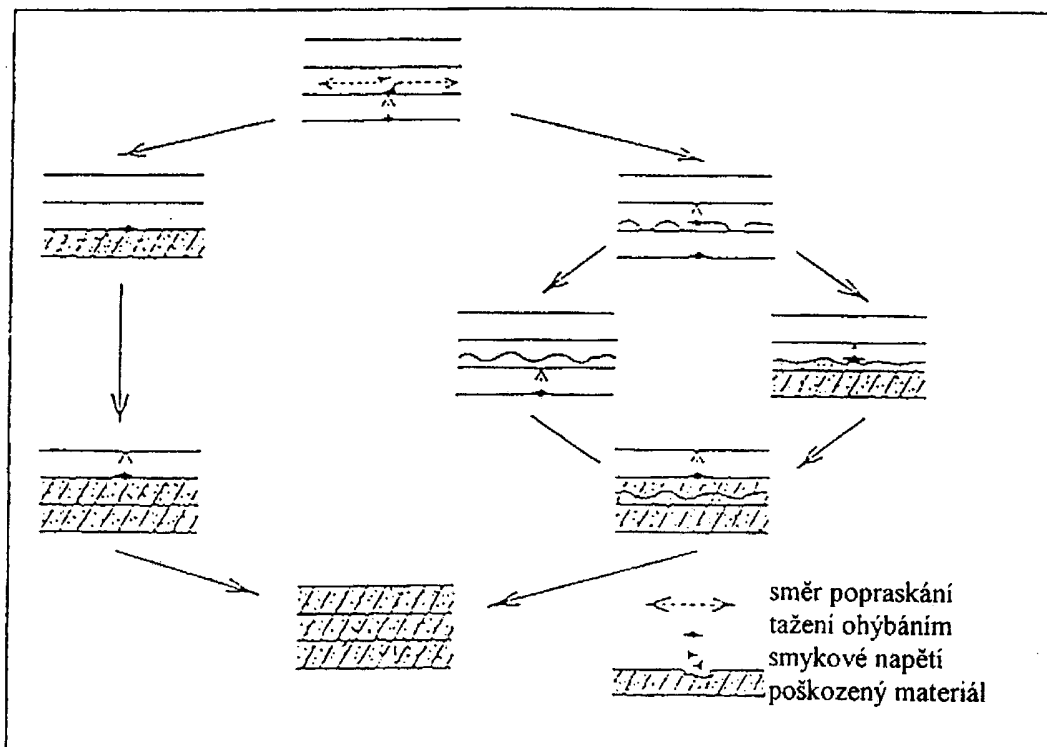 směr popraskání
tažení ohýbáním
smykové napětí
poškozený materiál